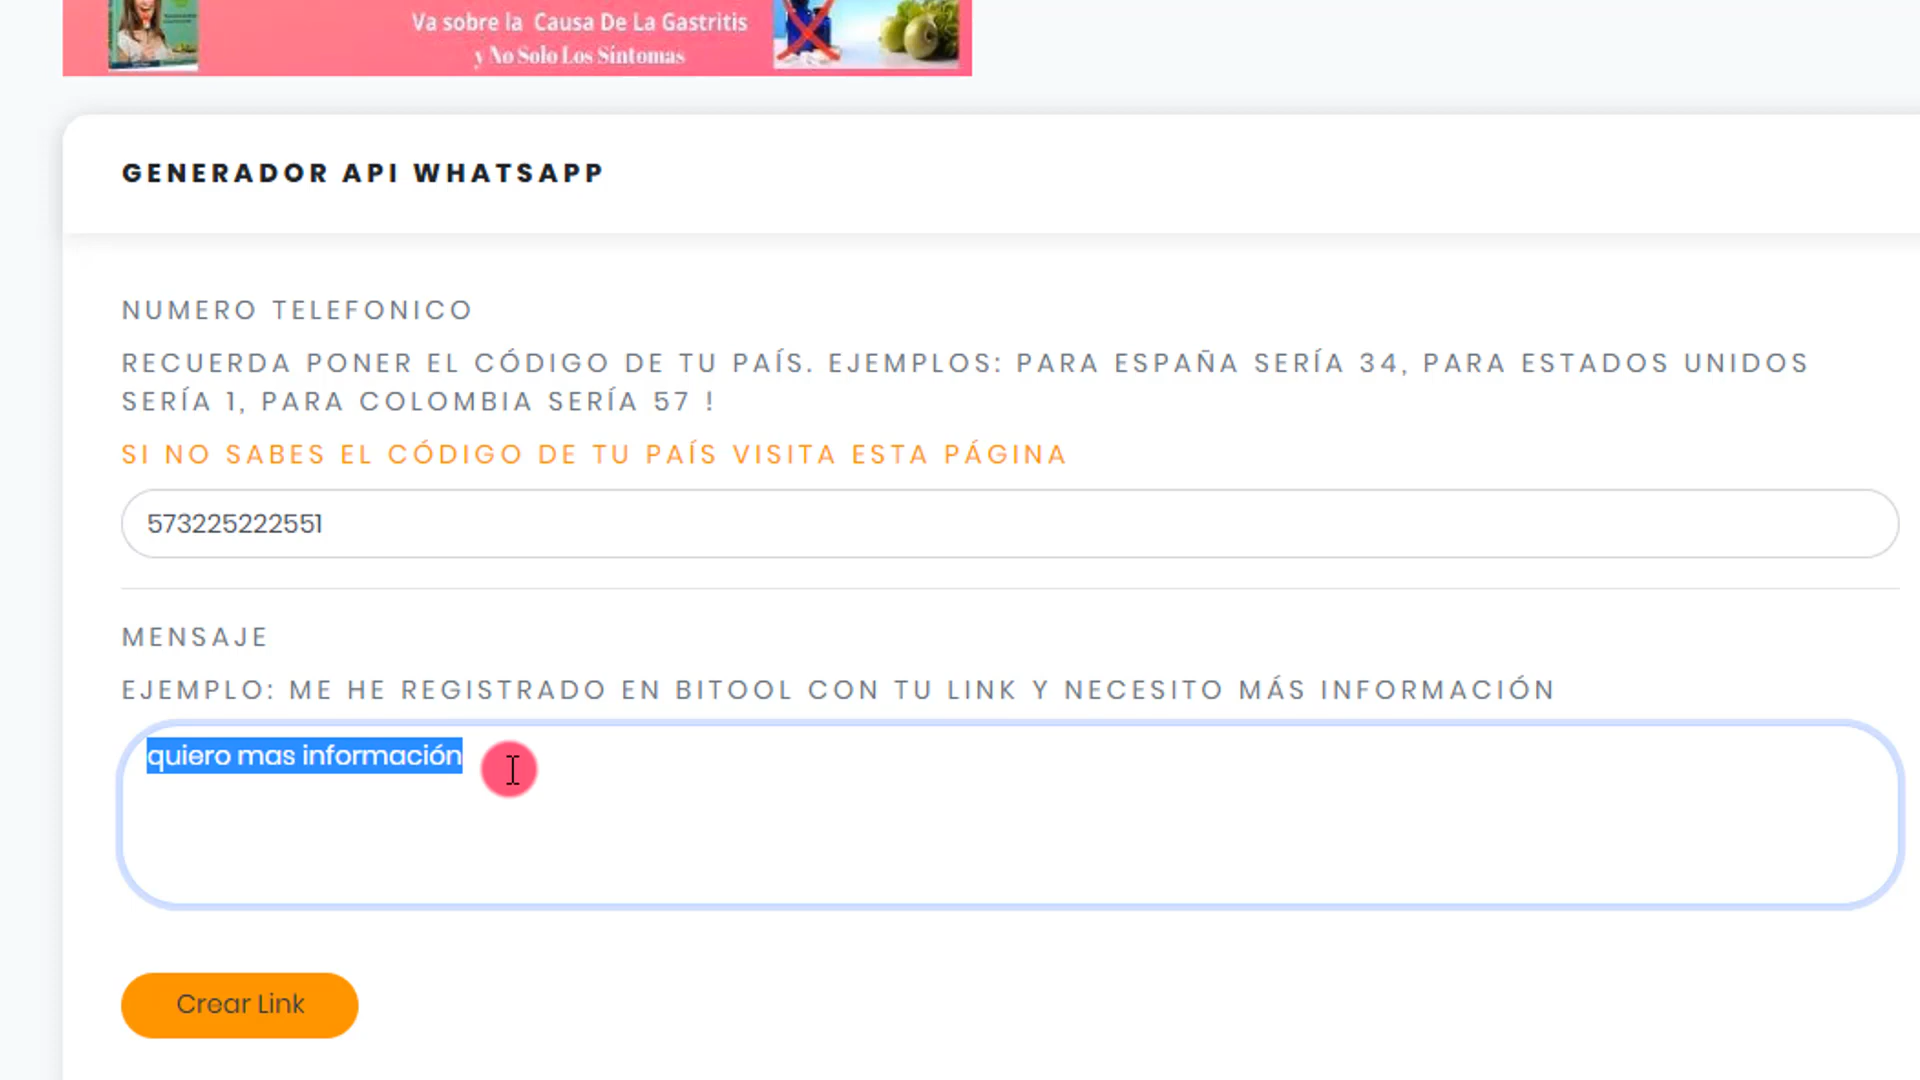 Va sobre la Causa De La Gastritis
y No Solo Los Síntomas
GENERADOR API WHATSAPP
NUMERO TELEFONICO
RECUERDA PONER EL CÓDIGO DE TU PAÍS. EJEMPLOS: PARA ESPAÑA SERÍA 34, PARA ESTADOS UNIDOS
SERÍA 1, PARA COLOMBIA SERÍA 57 !
SI NO SABES EL CÓDIGO DE TU PAÍS VISITA ESTA PÁGINA
573225222551
MENSAJE
EJEMPLO: ME HE REGISTRADO EN BITOOL CON TU LINK Y NECESITO MÁS INFORMACIÓN
quiero mas información
Crear Link